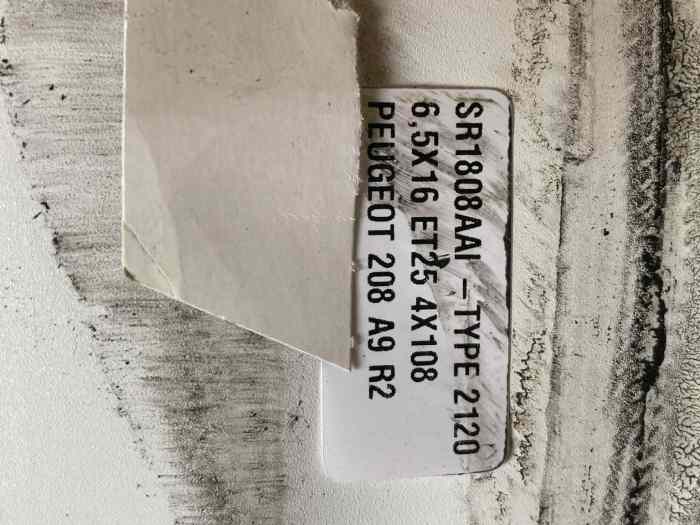 SR1808AAI - TYPE 2120
6,5X16 ET25 4X108
PEUGEOT 208 A9 R2